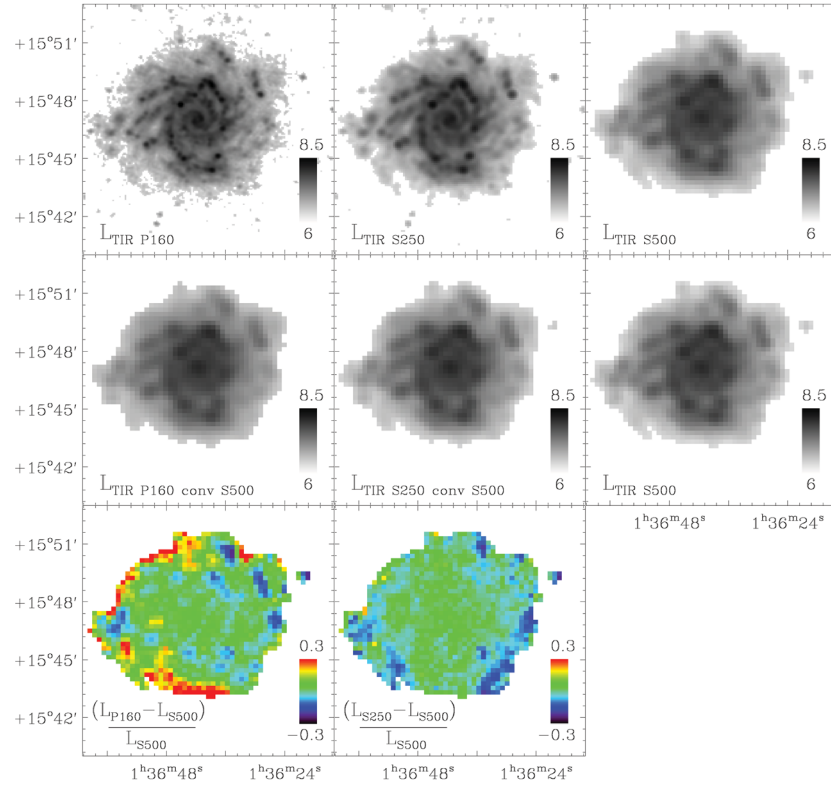 +15°51′
+15°48′
+15°45′
+15°42′
8.5
6
L_TIR P160
8.5
6
L_TIR S250
8.5
6
L_TIR S500
+15°51′
+15°48′
+15°45′
+15°42′
8.5
6
L_TIR P160 conv S500
8.5
6
L_TIR S250 conv S500
8.5
6
L_TIR S500
1ʰ36ᵐ48ˢ 1ʰ36ᵐ24ˢ
+15°51′
+15°48′
+15°45′
+15°42′
0.3
−0.3
(L_P160−L_S500)
L_S500
0.3
−0.3
(L_S250−L_S500)
L_S500
1ʰ36ᵐ48ˢ 1ʰ36ᵐ24ˢ 1ʰ36ᵐ48ˢ 1ʰ36ᵐ24ˢ